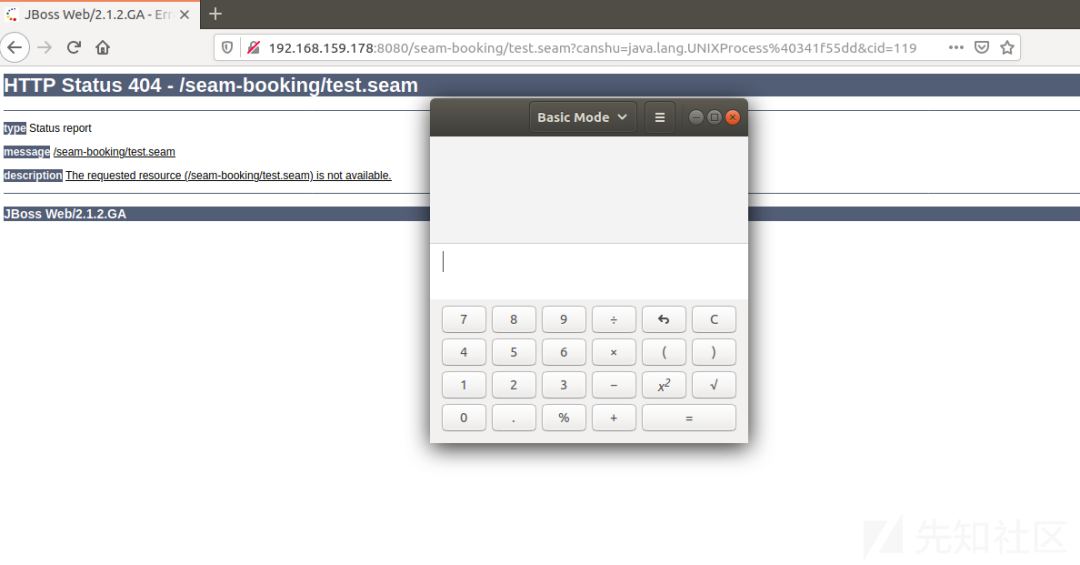 JBoss Web/2.1.2.GA - Err
192.168.159.178:8080/seam-booking/test.seam?canshu=java.lang.UNIXProcess%40341f55dd&cid=119
HTTP Status 404 - /seam-booking/test.seam
type Status report
message /seam-booking/test.seam
description The requested resource (/seam-booking/test.seam) is not available.
JBoss Web/2.1.2.GA
Basic Mode
7 8 9 ÷ C
4 5 6 × ( )
1 2 3 − x² √
0 . % + =
先知社区